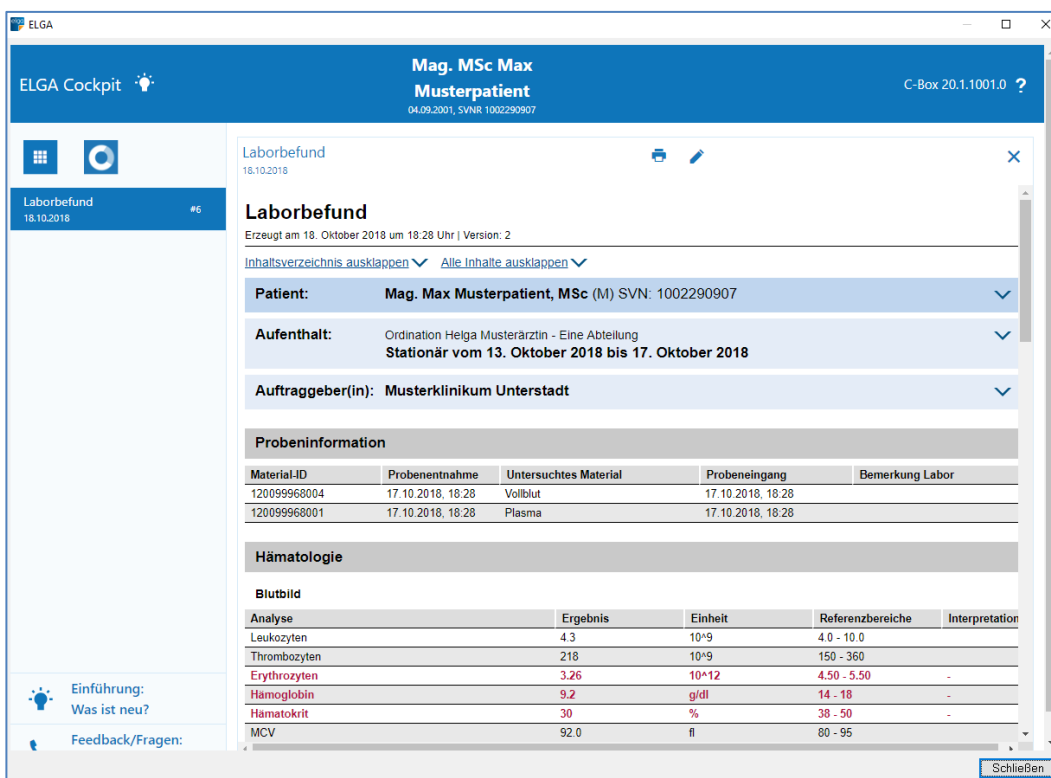 ELGA
ELGA Cockpit
Mag. MSc Max
Musterpatient
04.09.2001, SVNR 1002290907
C-Box 20.1.1001.0 ?
Laborbefund
18.10.2018
#6
Laborbefund
18.10.2018
Laborbefund
Erzeugt am 18. Oktober 2018 um 18:28 Uhr | Version: 2
Inhaltsverzeichnis ausklappen Alle Inhalte ausklappen
Patient: Mag. Max Musterpatient, MSc (M) SVN: 1002290907
Aufenthalt: Ordination Helga Musterärztin - Eine Abteilung
Stationär vom 13. Oktober 2018 bis 17. Oktober 2018
Auftraggeber(in): Musterklinikum Unterstadt
Probeninformation
Material-ID Probenentnahme Untersuchtes Material Probeneingang Bemerkung Labor
120099968004 17.10.2018, 18:28 Vollblut 17.10.2018, 18:28
120099968001 17.10.2018, 18:28 Plasma 17.10.2018, 18:28
Hämatologie
Blutbild
Analyse Ergebnis Einheit Referenzbereiche Interpretation
Leukozyten 4.3 10^9 4.0 - 10.0
Thrombozyten 218 10^9 150 - 360
Erythrozyten 3.26 10^12 4.50 - 5.50 -
Hämoglobin 9.2 g/dl 14 - 18 -
Hämatokrit 30 % 38 - 50 -
MCV 92.0 fl 80 - 95
Einführung:
Was ist neu?
Feedback/Fragen:
Schließen